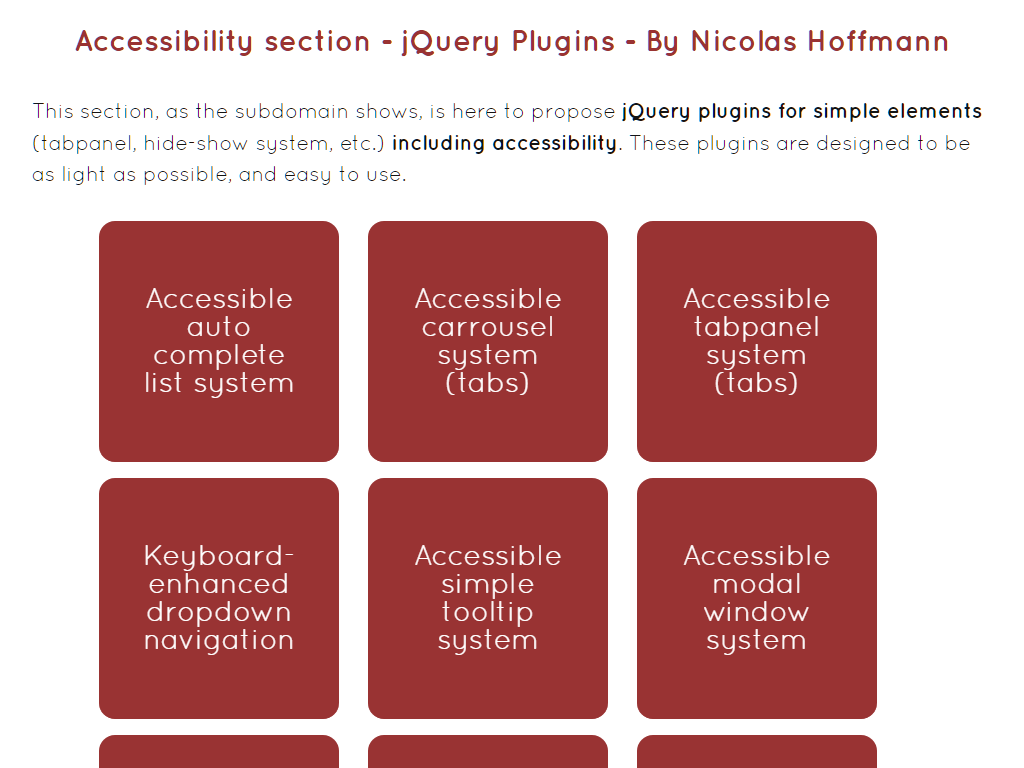 Accessibility section - jQuery Plugins - By Nicolas Hoffmann
This section, as the subdomain shows, is here to propose jQuery plugins for simple elements
(tabpanel, hide-show system, etc.) including accessibility. These plugins are designed to be
as light as possible, and easy to use.
Accessible
auto
complete
list system
Accessible
carrousel
system
(tabs)
Accessible
tabpanel
system
(tabs)
Keyboard-
enhanced
dropdown
navigation
Accessible
simple
tooltip
system
Accessible
modal
window
system